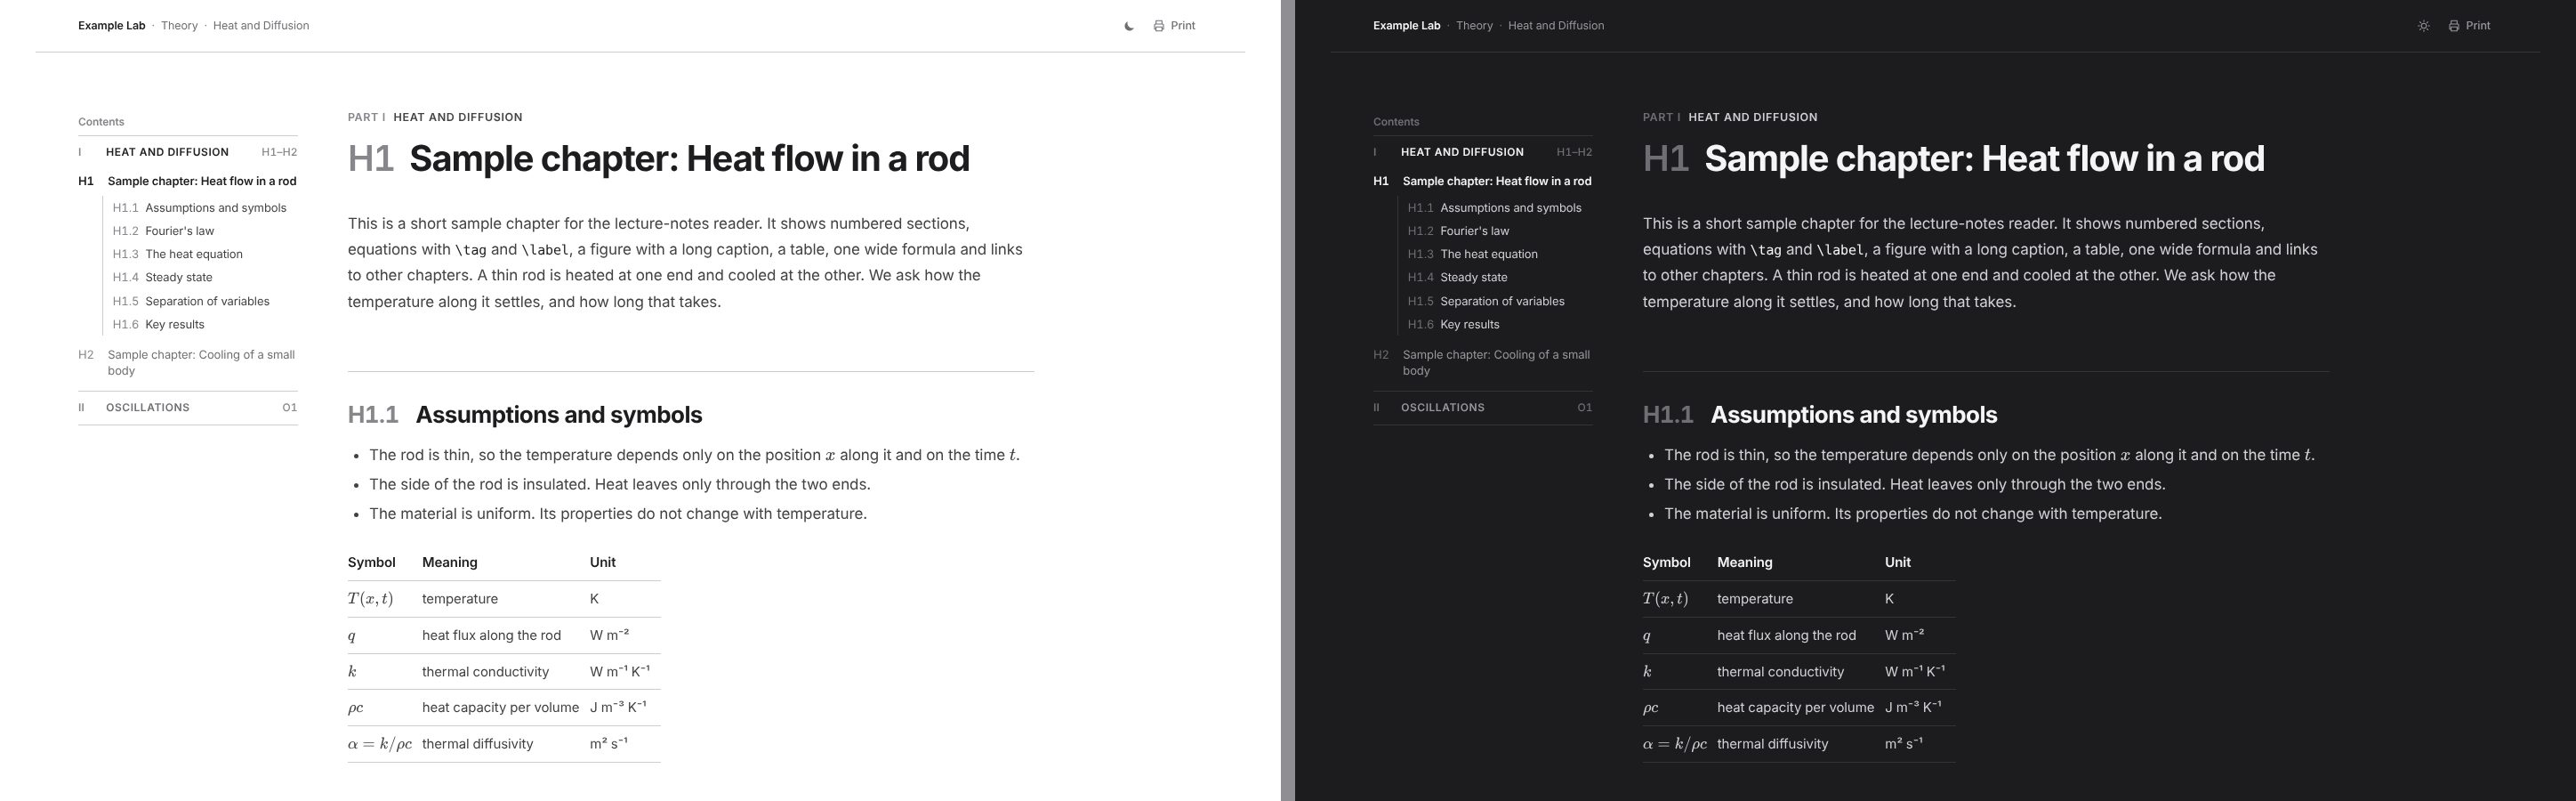 Example Lab · Theory · Heat and Diffusion
Print
Contents
I HEAT AND DIFFUSION H1–H2
H1 Sample chapter: Heat flow in a rod
H1.1 Assumptions and symbols
H1.2 Fourier's law
H1.3 The heat equation
H1.4 Steady state
H1.5 Separation of variables
H1.6 Key results
H2 Sample chapter: Cooling of a small
body
II OSCILLATIONS O1
PART I HEAT AND DIFFUSION
H1 Sample chapter: Heat flow in a rod
This is a short sample chapter for the lecture-notes reader. It shows numbered sections,
equations with \tag and \label, a figure with a long caption, a table, one wide formula and links
to other chapters. A thin rod is heated at one end and cooled at the other. We ask how the
temperature along it settles, and how long that takes.
H1.1 Assumptions and symbols
• The rod is thin, so the temperature depends only on the position x along it and on the time t.
• The side of the rod is insulated. Heat leaves only through the two ends.
• The material is uniform. Its properties do not change with temperature.
Symbol Meaning Unit
T(x, t) temperature K
q heat flux along the rod W m⁻²
k thermal conductivity W m⁻¹ K⁻¹
ρc heat capacity per volume J m⁻³ K⁻¹
α = k/ρc thermal diffusivity m² s⁻¹
Example Lab · Theory · Heat and Diffusion
Print
Contents
I HEAT AND DIFFUSION H1–H2
H1 Sample chapter: Heat flow in a rod
H1.1 Assumptions and symbols
H1.2 Fourier's law
H1.3 The heat equation
H1.4 Steady state
H1.5 Separation of variables
H1.6 Key results
H2 Sample chapter: Cooling of a small
body
II OSCILLATIONS O1
PART I HEAT AND DIFFUSION
H1 Sample chapter: Heat flow in a rod
This is a short sample chapter for the lecture-notes reader. It shows numbered sections,
equations with \tag and \label, a figure with a long caption, a table, one wide formula and links
to other chapters. A thin rod is heated at one end and cooled at the other. We ask how the
temperature along it settles, and how long that takes.
H1.1 Assumptions and symbols
• The rod is thin, so the temperature depends only on the position x along it and on the time t.
• The side of the rod is insulated. Heat leaves only through the two ends.
• The material is uniform. Its properties do not change with temperature.
Symbol Meaning Unit
T(x, t) temperature K
q heat flux along the rod W m⁻²
k thermal conductivity W m⁻¹ K⁻¹
ρc heat capacity per volume J m⁻³ K⁻¹
α = k/ρc thermal diffusivity m² s⁻¹